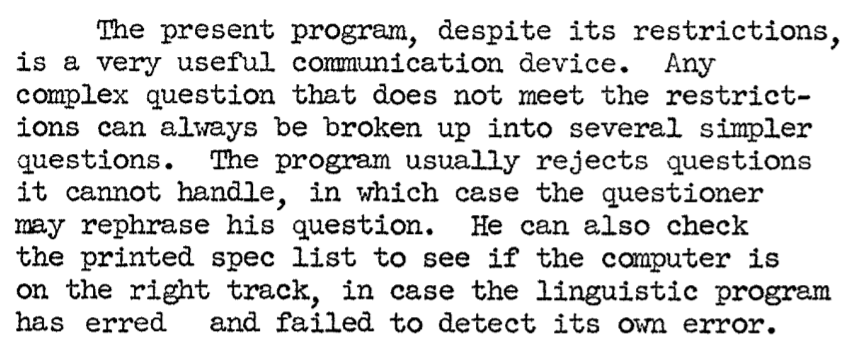 The present program, despite its restrictions,
is a very useful communication device. Any
complex question that does not meet the restrict-
ions can always be broken up into several simpler
questions. The program usually rejects questions
it cannot handle, in which case the questioner
may rephrase his question. He can also check
the printed spec list to see if the computer is
on the right track, in case the linguistic program
has erred and failed to detect its own error.